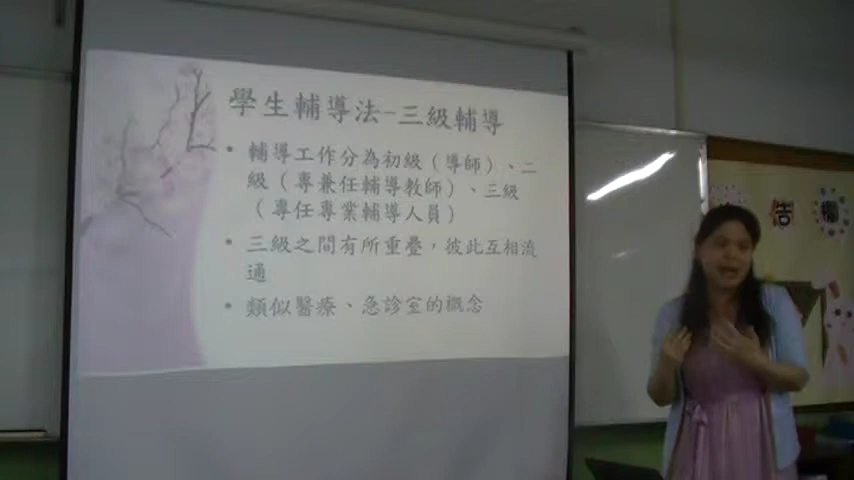 學生輔導法-三級輔導
• 輔導工作分為初級（導師）、二
級（專兼任輔導教師）、三級
（專任專業輔導人員）
• 三級之間有所重疊，彼此互相流
通
• 類似醫療、急診室的概念
告 欄